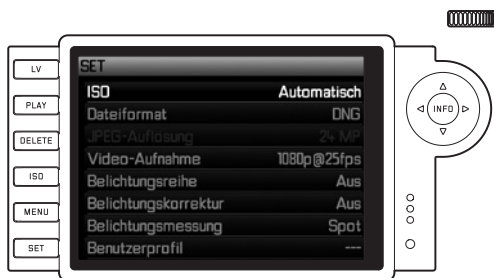 LV
PLAY
DELETE
ISO
MENU
SET
SET
ISO Automatisch
Dateiformat DNG
JPEG-Auflösung 24 MP
Video-Aufnahme 1080p@25fps
Belichtungsreihe Aus
Belichtungskorrektur Aus
Belichtungsmessung Spot
Benutzerprofil ---
INFO